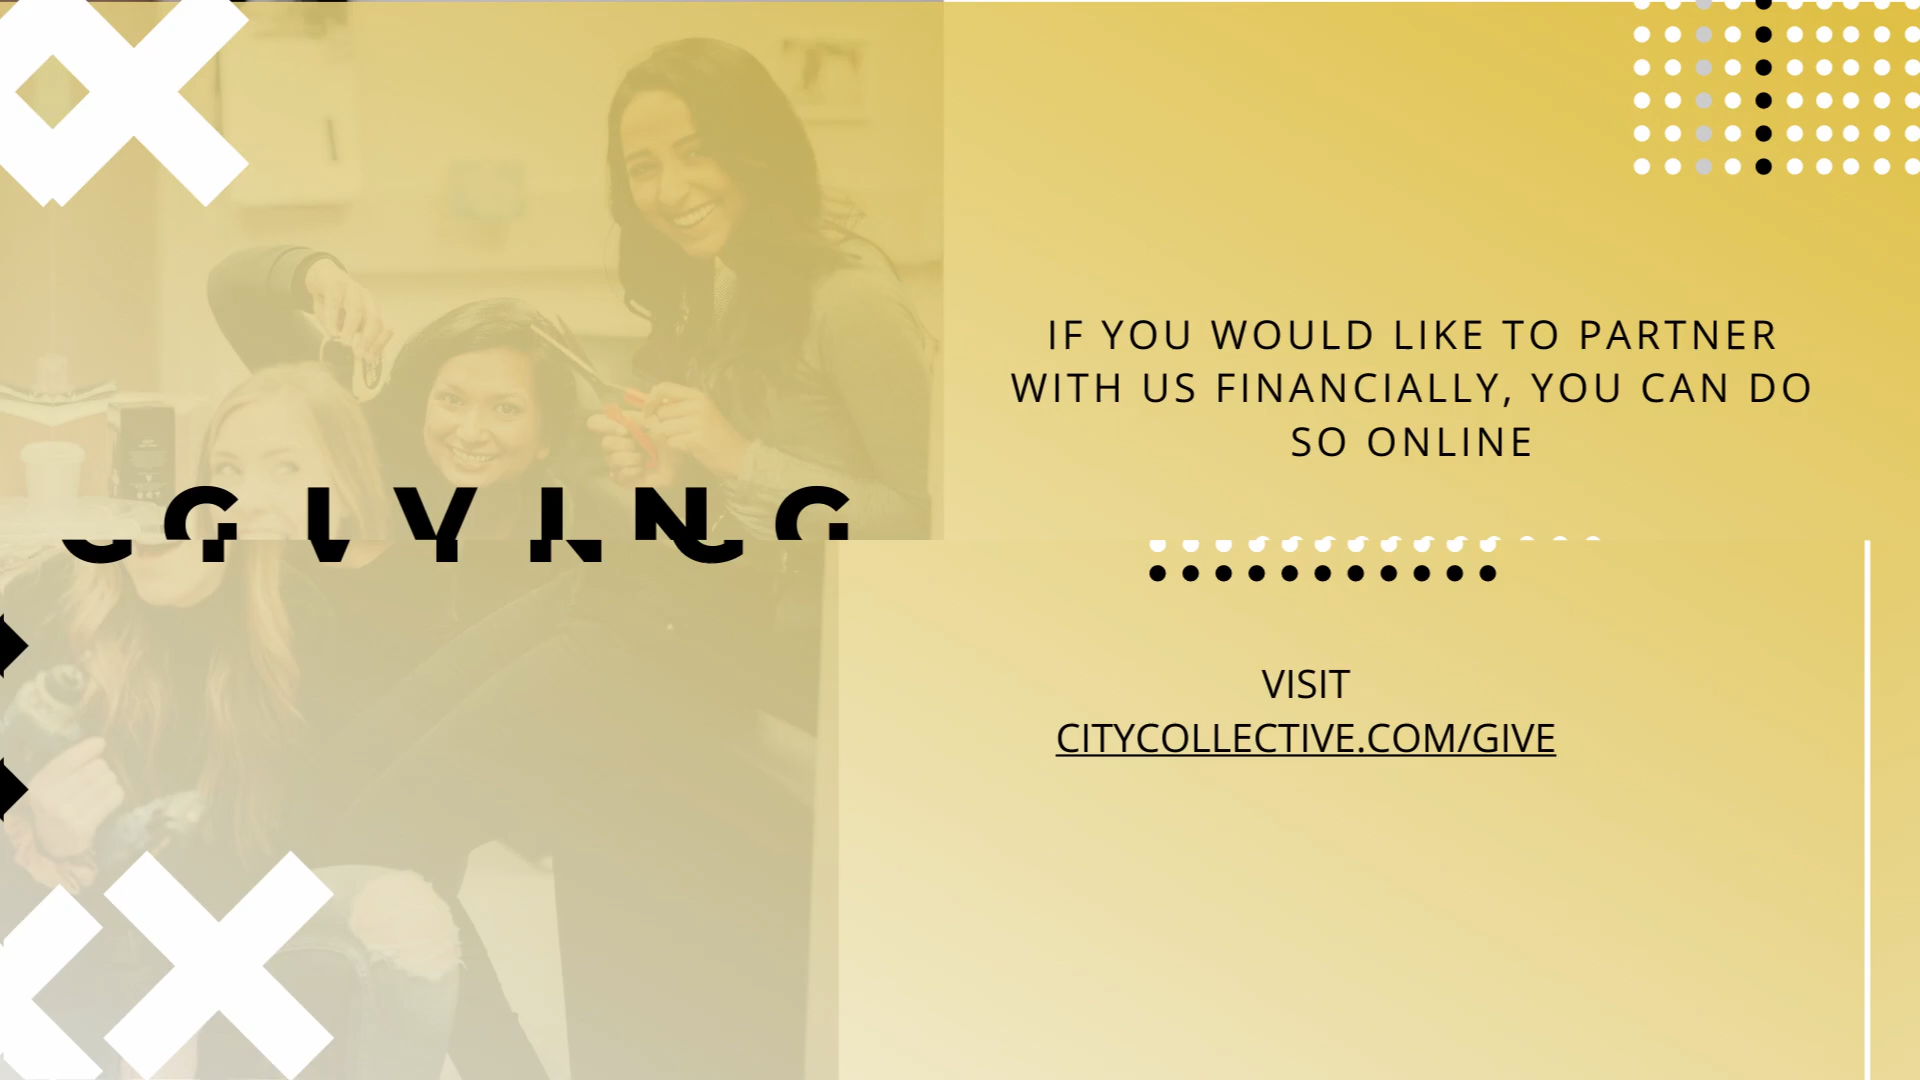 GIVING
IF YOU WOULD LIKE TO PARTNER
WITH US FINANCIALLY, YOU CAN DO
SO ONLINE
VISIT
CITYCOLLECTIVE.COM/GIVE